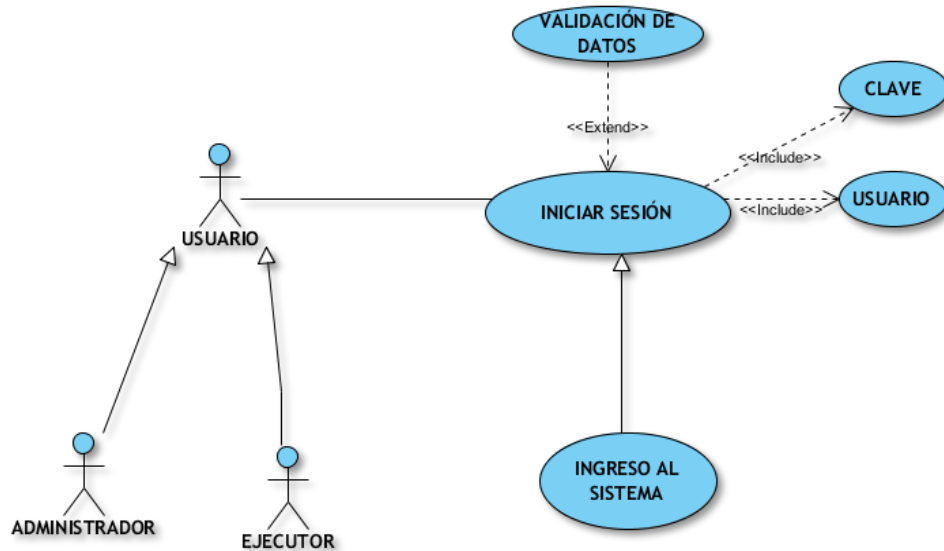 VALIDACIÓN DE
DATOS
CLAVE
<<Extend>>
<<Include>>
USUARIO
INICIAR SESIÓN
<<Include>>
USUARIO
INGRESO AL
SISTEMA
ADMINISTRADOR
EJECUTOR